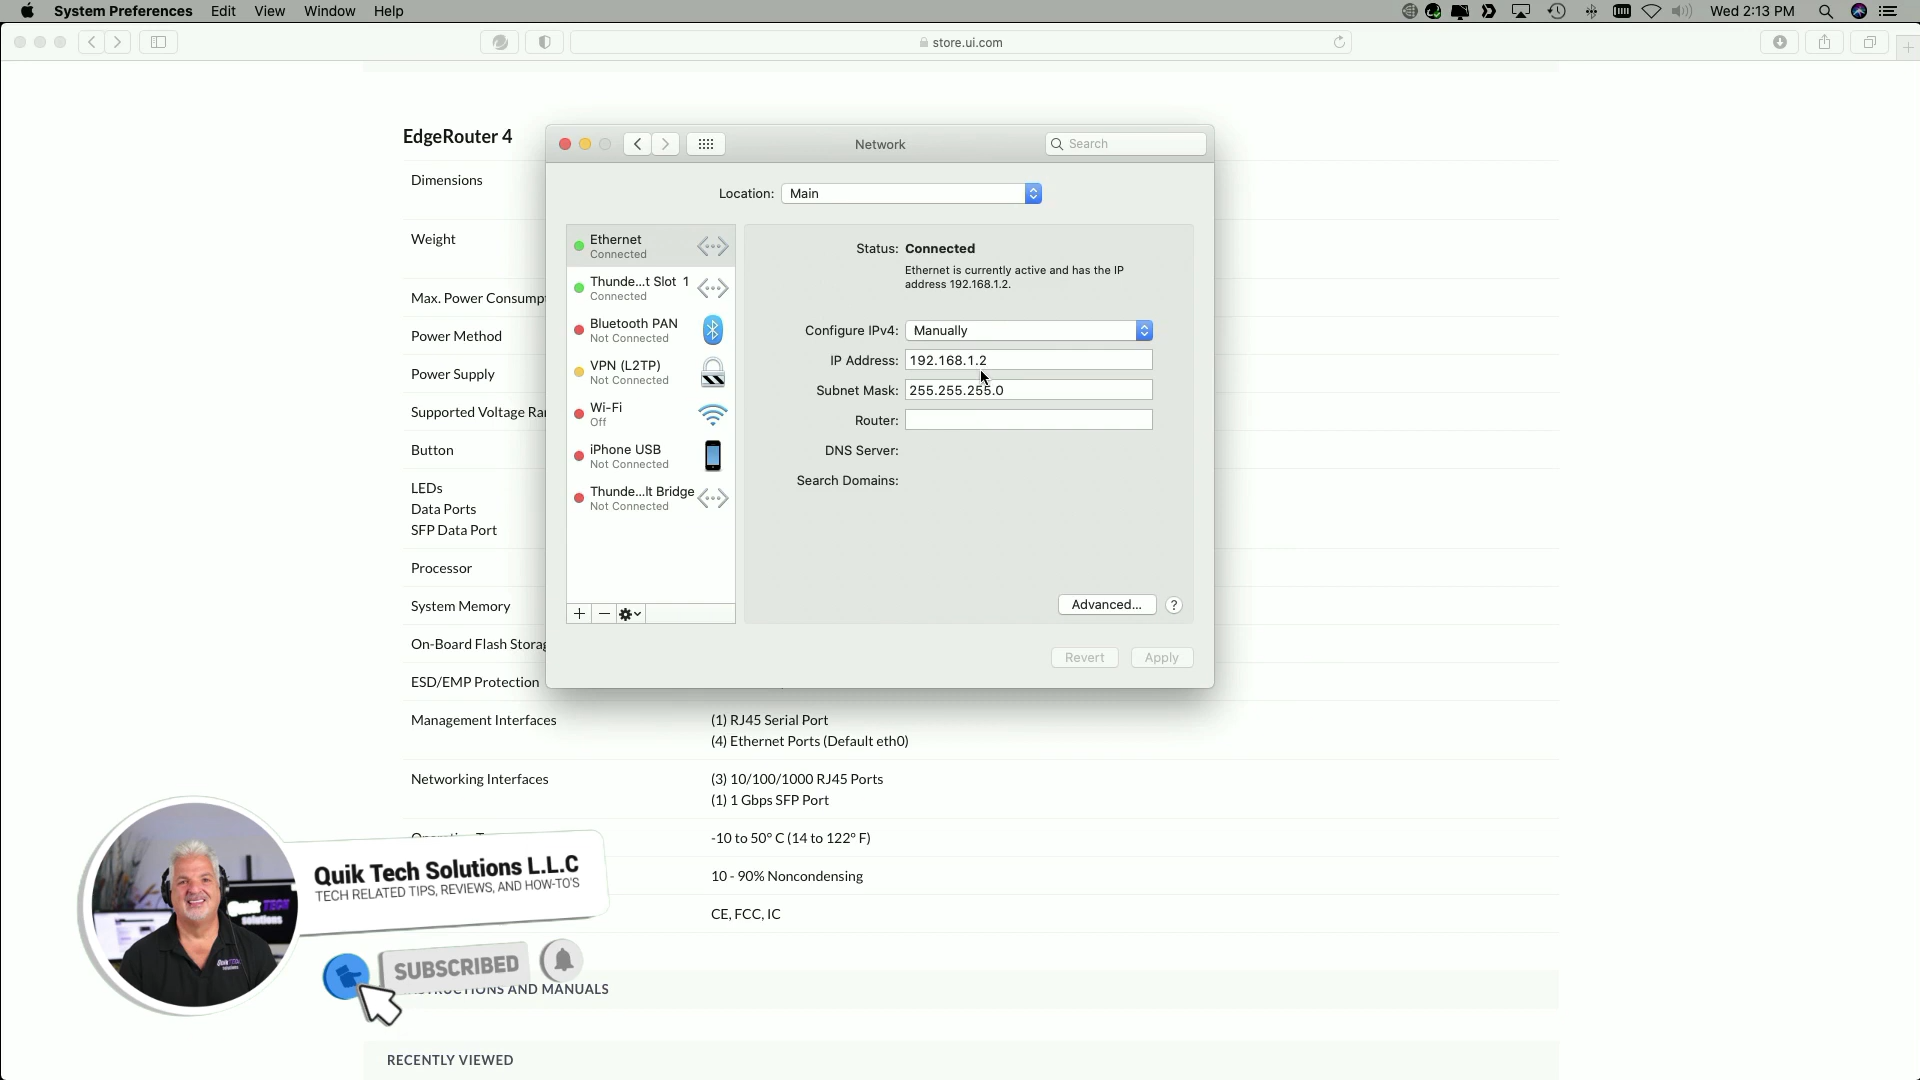 System Preferences Edit View Window Help
Wed 2:13 PM
store.ui.com
EdgeRouter 4
Dimensions
Weight
Max. Power Consumpt
Power Method
Power Supply
Supported Voltage Ra
Button
LEDs
Data Ports
SFP Data Port
Processor
System Memory
On-Board Flash Storag
ESD/EMP Protection
Management Interfaces
(1) RJ45 Serial Port
(4) Ethernet Ports (Default eth0)
Networking Interfaces
(3) 10/100/1000 RJ45 Ports
(1) 1 Gbps SFP Port
-10 to 50° C (14 to 122° F)
10 - 90% Noncondensing
CE, FCC, IC
INSTRUCTIONS AND MANUALS
RECENTLY VIEWED
Network
Search
Location: Main
Ethernet
Connected
Thunde...t Slot 1
Connected
Bluetooth PAN
Not Connected
VPN (L2TP)
Not Connected
Wi-Fi
Off
iPhone USB
Not Connected
Thunde...lt Bridge
Not Connected
Status: Connected
Ethernet is currently active and has the IP
address 192.168.1.2.
Configure IPv4: Manually
IP Address: 192.168.1.2
Subnet Mask: 255.255.255.0
Router:
DNS Server:
Search Domains:
Advanced... ?
Revert Apply
Quik Tech Solutions L.L.C
TECH RELATED TIPS, REVIEWS, AND HOW-TO'S
SUBSCRIBED